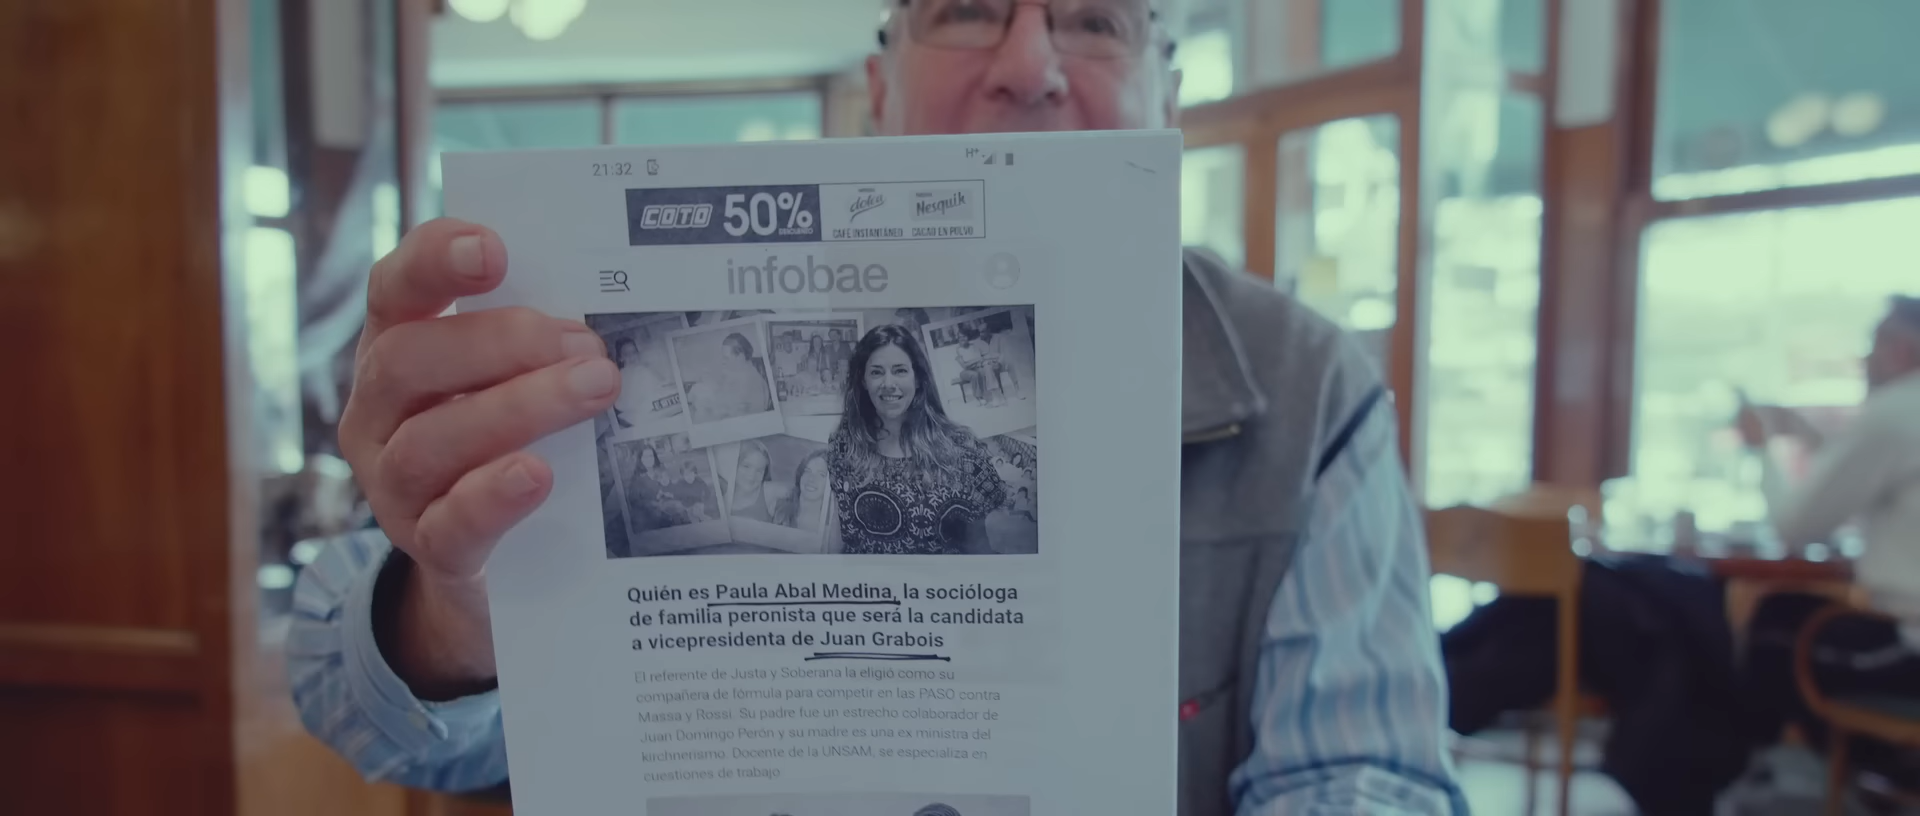 21:32 H+
COTO 50% DESCUENTO dolca Nesquik
CAFÉ INSTANTÁNEO CACAO EN POLVO
infobae
Quién es Paula Abal Medina, la socióloga
de familia peronista que será la candidata
a vicepresidenta de Juan Grabois
El referente de Justa y Soberana la eligió como su
compañera de fórmula para competir en las PASO contra
Massa y Rossi. Su padre fue un estrecho colaborador de
Juan Domingo Perón y su madre es una ex ministra del
kirchnerismo. Docente de la UNSAM, se especializa en
cuestiones de trabajo